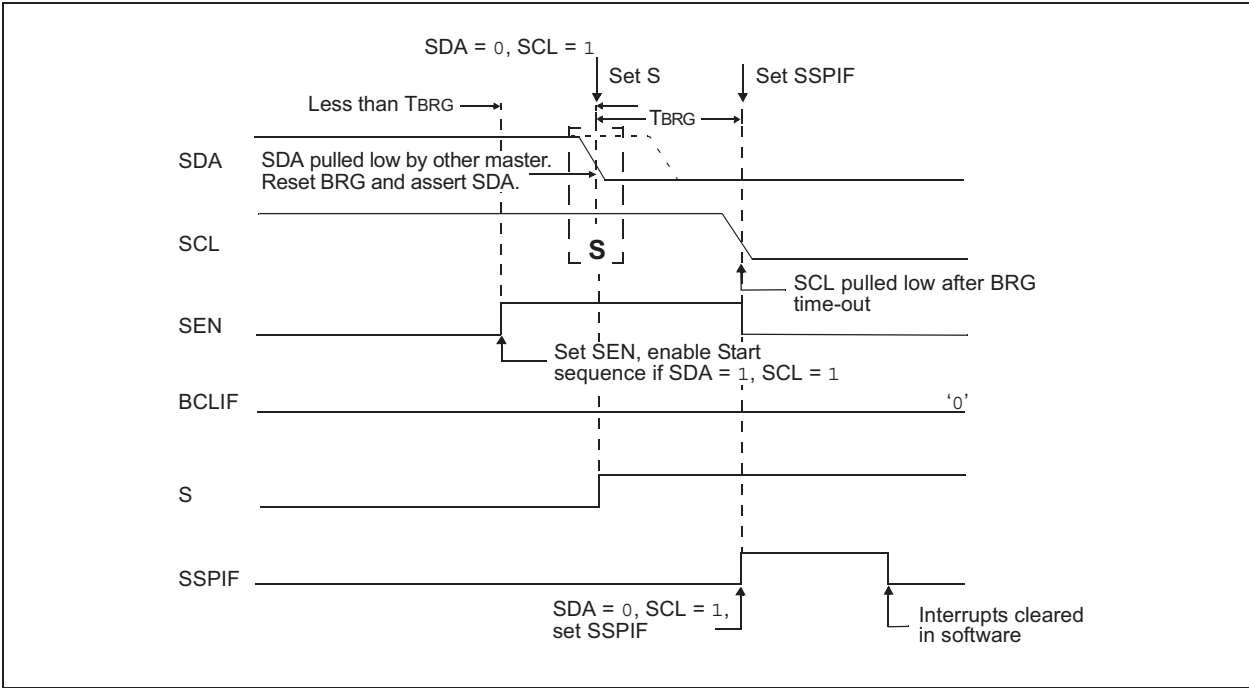 SDA = 0, SCL = 1
Set S
Set SSPIF
Less than TBRG
TBRG
SDA
SDA pulled low by other master.
Reset BRG and assert SDA.
SCL
S
SCL pulled low after BRG
time-out
SEN
Set SEN, enable Start
sequence if SDA = 1, SCL = 1
BCLIF
‘0’
S
SSPIF
SDA = 0, SCL = 1,
set SSPIF
Interrupts cleared
in software